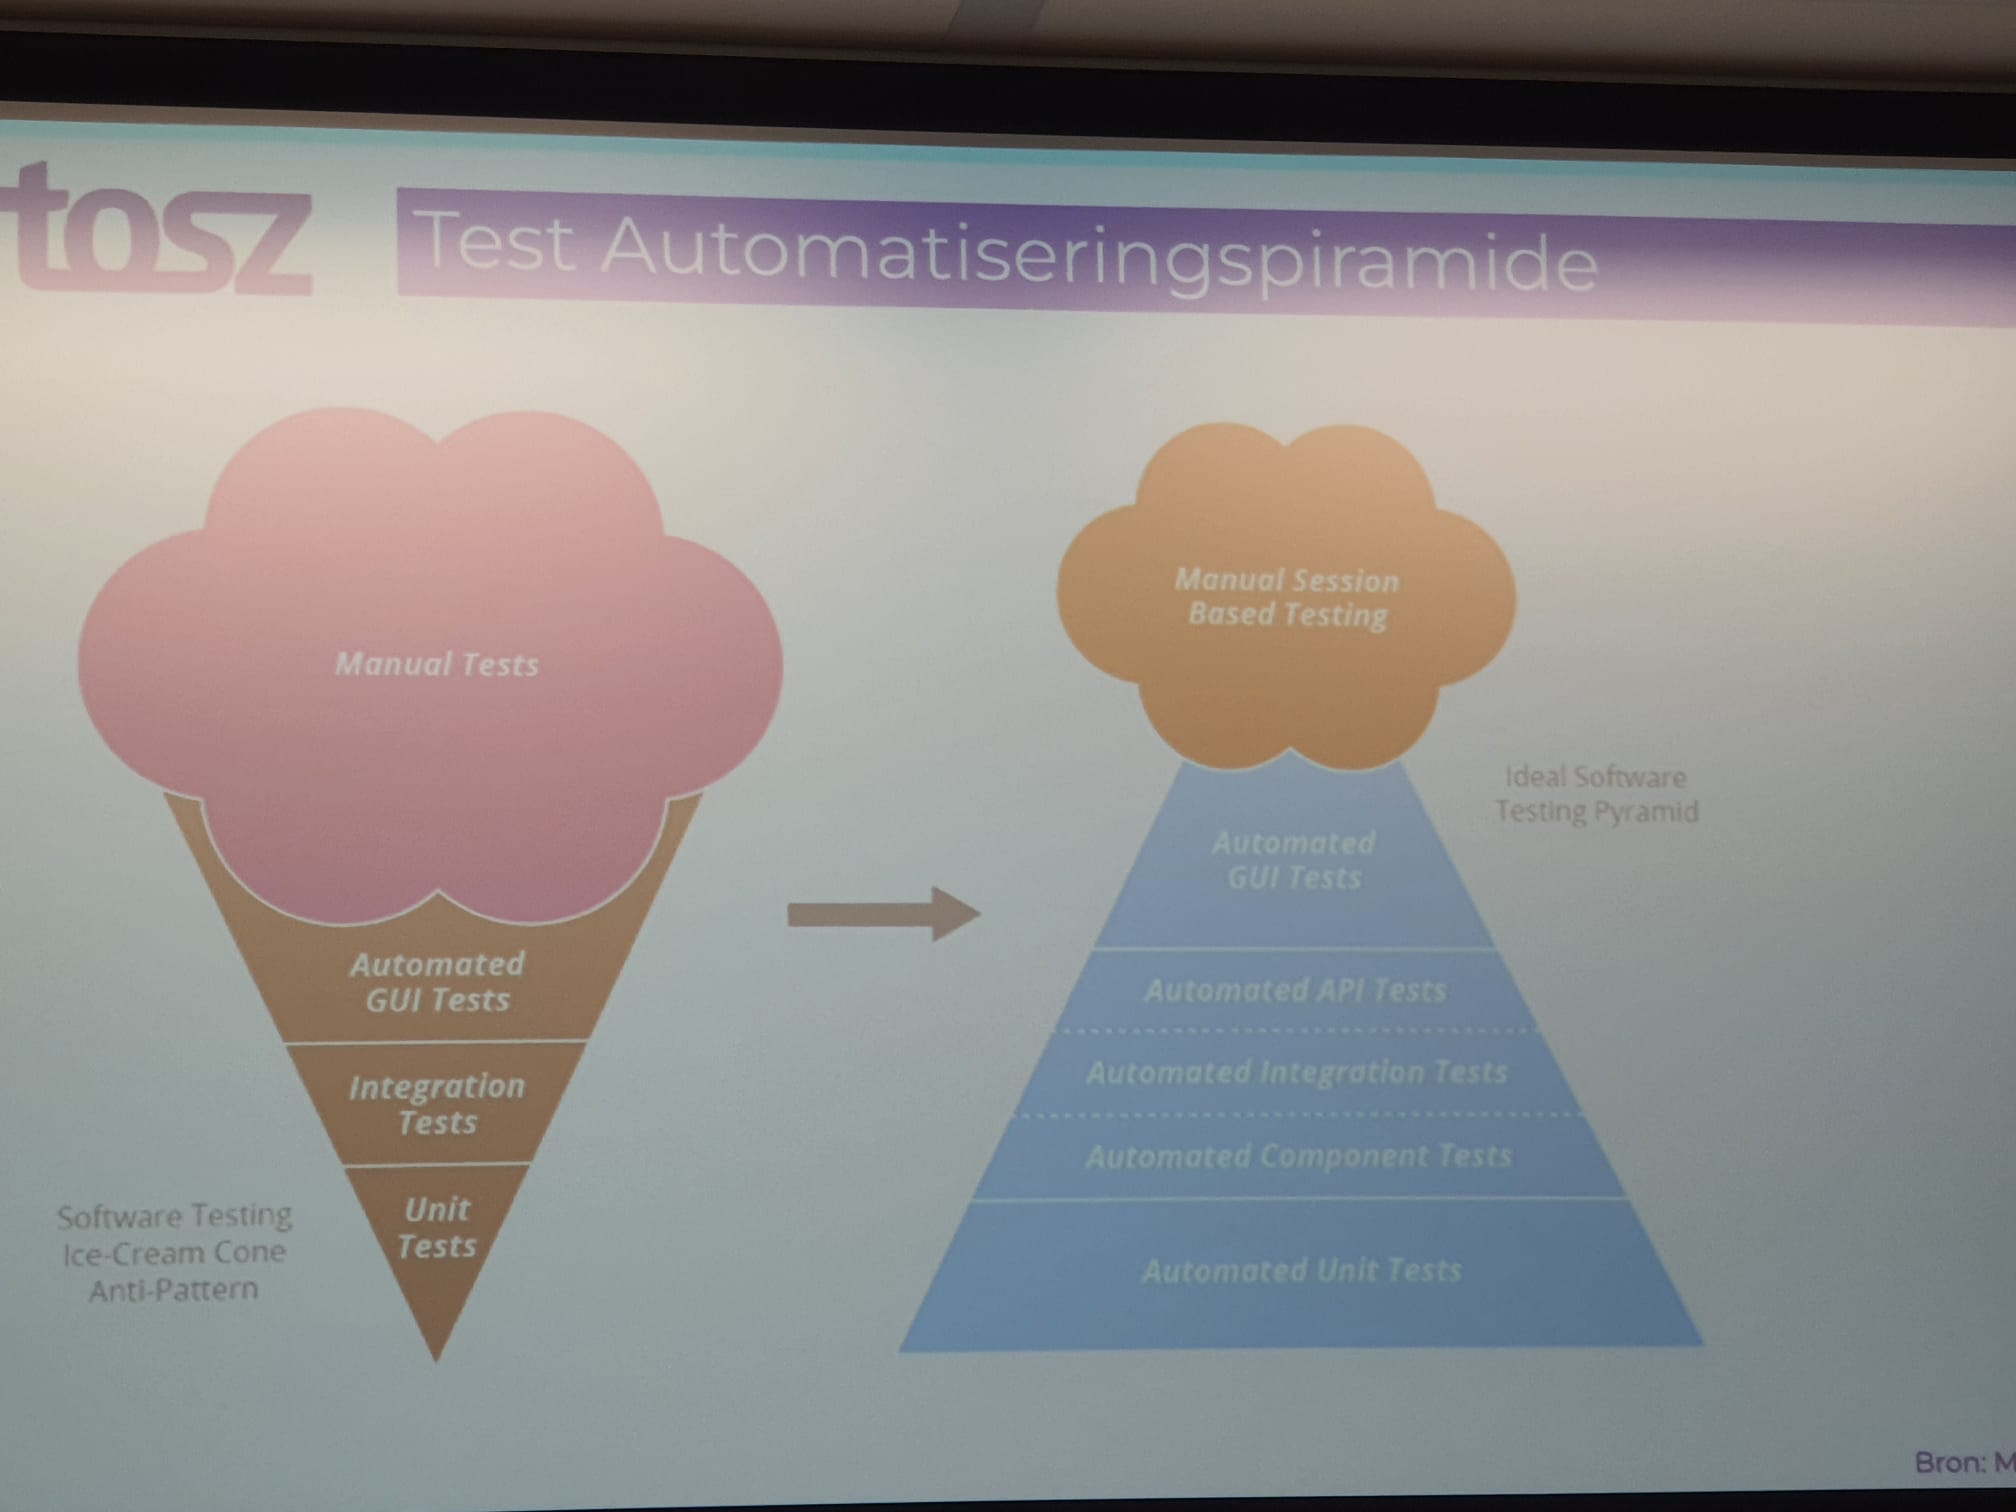 tosz
Test Automatiseringspiramide
Manual Tests
Automated
GUI Tests
Integration
Tests
Unit
Tests
Software Testing
Ice-Cream Cone
Anti-Pattern
Manual Session
Based Testing
Ideal Software
Testing Pyramid
Automated
GUI Tests
Automated API Tests
Automated Integration Tests
Automated Component Tests
Automated Unit Tests
Bron: M